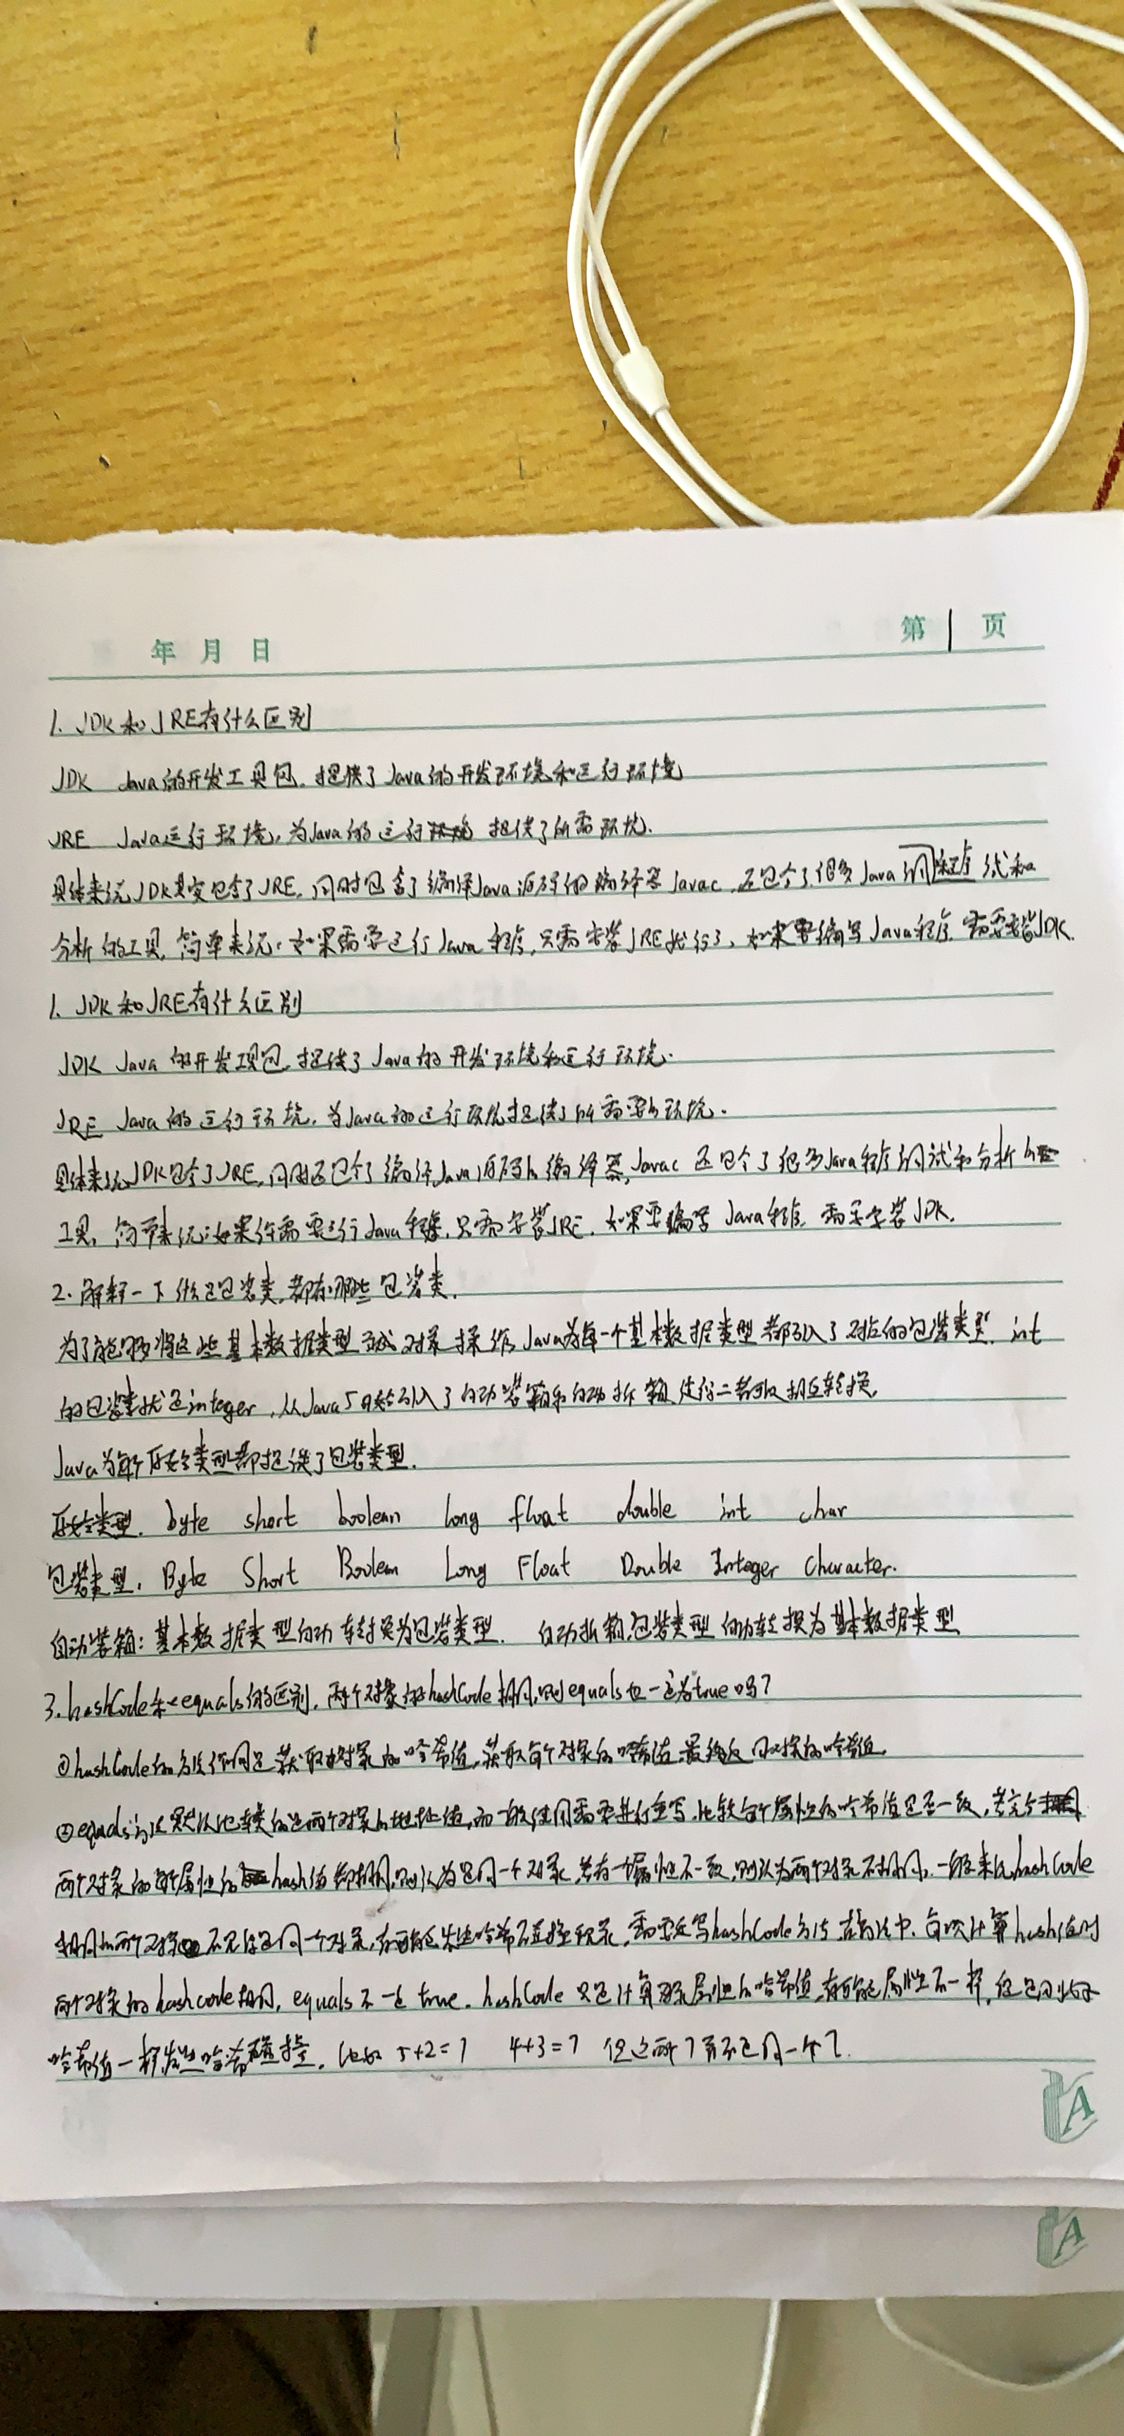 年 月 日
第 1 页
1. JDK和JRE有什么区别
JDK Java的开发工具包. 提供了Java的开发环境和运行环境
JRE Java运行环境, 为Java的运行 提供了所需环境.
具体来说JDK其实包含了JRE, 同时包含了编译Java源码的编译器Javac, 还包含了很多Java调试和
分析的工具, 简单来说: 如果需要运行Java程序, 只需安装JRE就行了, 如果要编写Java程序, 需要安装JDK.
1. JDK和JRE有什么区别
JDK Java的开发工具包, 提供了Java的开发环境和运行环境.
JRE Java的运行环境, 为Java的运行 提供了所需要的环境.
具体来说JDK包含了JRE, 同时还包含了编译Java源码的编译器, Javac 还包含了很多Java程序调试和分析的
工具, 简单来说: 如果你需要运行Java程序, 只需安装JRE, 如果要编写Java程序, 需要安装JDK.
2. 解释一下什么是包装类, 都有哪些包装类.
为了能够将这些基本数据类型 对象操作, Java为每一个基本数据类型都引入了对应的包装类型, int
的包装类就是integer, 从Java5开始引入了自动装箱和自动拆箱, 使得二者可以相互转换.
Java为每个原始类型都提供了包装类型.
原始类型. byte short boolean long float double int char
包装类型. Byte Short Boolean Long Float Double Integer Character.
自动装箱: 基本数据类型自动转换为包装类型. 自动拆箱, 包装类型自动转换为基本数据类型
3. hashCode和equals的区别, 两个对象的hashCode相同, 则equals也一定为true吗?
①hashCode的方法作用是获取对象的哈希值, 获取每个对象的哈希值, 最终 对象的哈希值.
②equals方法默认比较的是两个对象的地址值, 而一般使用需要进行重写, 比较每个属性的哈希值是否一致, 若
两个对象的每个属性的hash值都相同, 则认为是同一个对象, 若有一属性不一致, 则认为两个对象不相同. 一般来说hashCode
相同的两个对象 不见得是同一个对象, 有可能 哈希碰撞现象, 需要重写hashCode方法 在方法中, 每次计算hash值时
两个对象的hashcode相同, equals不一定true. hashCode只是计算 属性的哈希值, 有可能属性不一样, 但是
哈希值一样发生哈希碰撞. 比如 5+2=7 4+3=7 但这两7 不是同一个7.
A
A